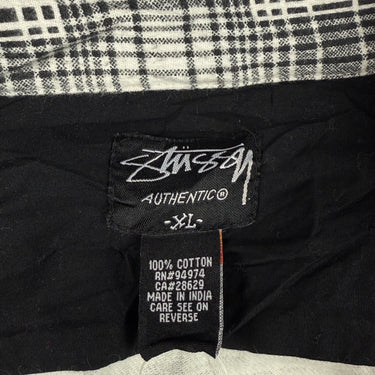 Stüssy
AUTHENTIC®
-XL-
100% COTTON
RN#94974
CA#28629
MADE IN INDIA
CARE SEE ON
REVERSE